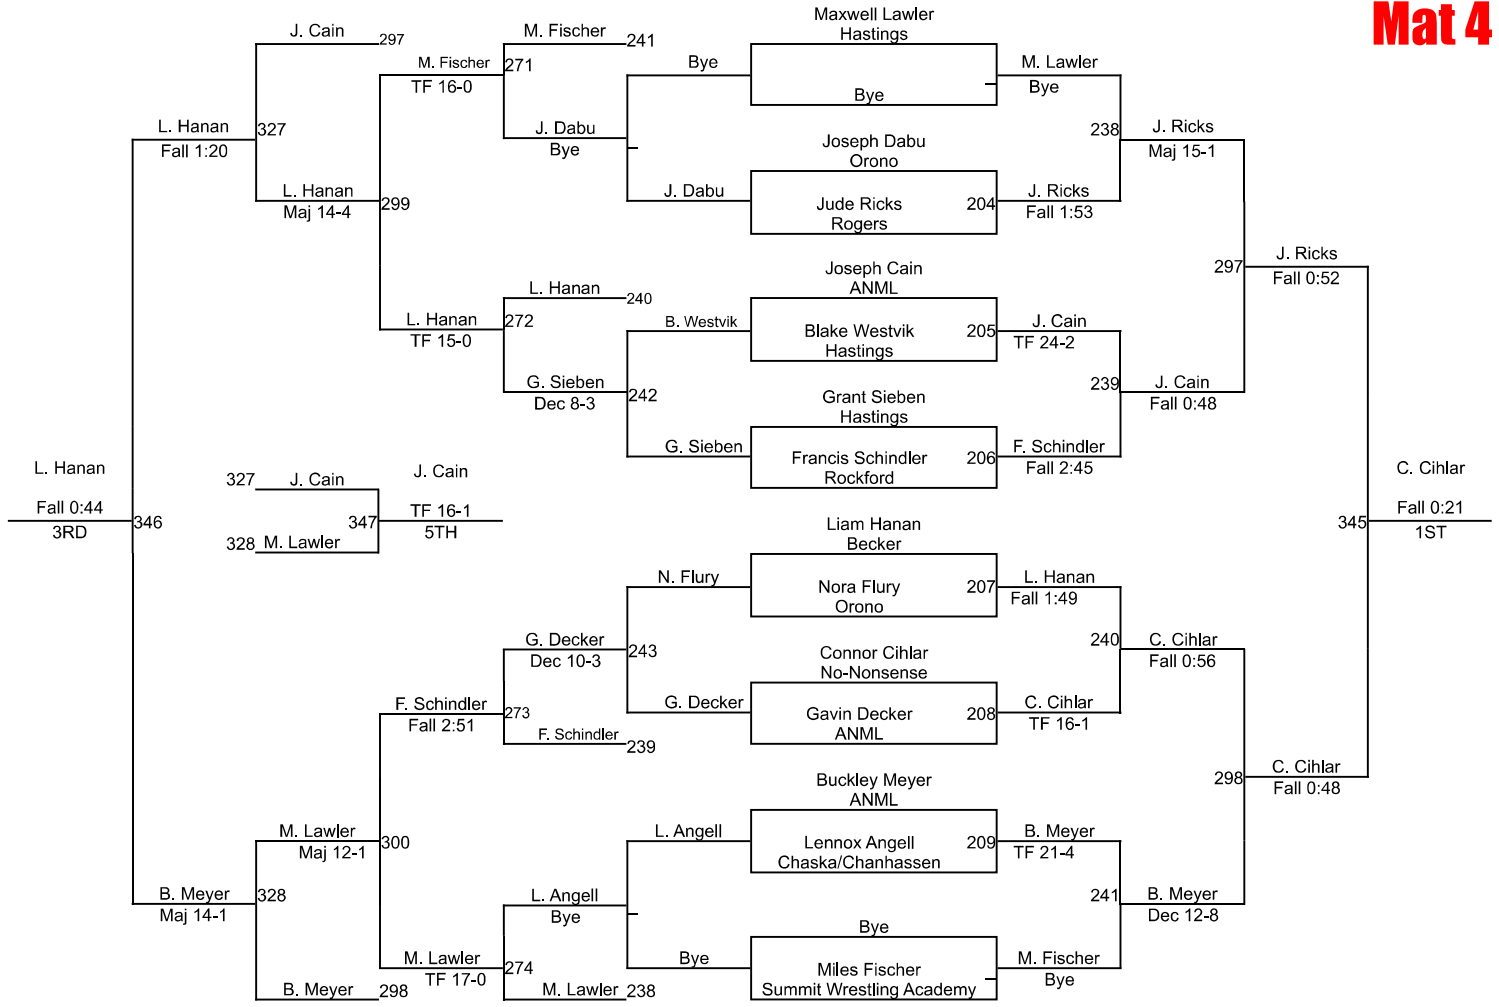 Mat 4
Maxwell Lawler
Hastings
J. Cain
297
M. Fischer
241
M. Fischer
271
TF 16-0
Bye
M. Lawler
Bye
Bye
J. Dabu
Bye
L. Hanan
327
Fall 1:20
238
J. Ricks
Maj 15-1
Joseph Dabu
Orono
L. Hanan
Maj 14-4
299
J. Dabu
Jude Ricks
Rogers
204
J. Ricks
Fall 1:53
J. Ricks
297
Fall 0:52
Joseph Cain
ANML
L. Hanan
240
L. Hanan
272
TF 15-0
B. Westvik
Blake Westvik
Hastings
205
J. Cain
TF 24-2
G. Sieben
Dec 8-3
242
239
J. Cain
Fall 0:48
Grant Sieben
Hastings
G. Sieben
Francis Schindler
Rockford
206
F. Schindler
Fall 2:45
L. Hanan
Fall 0:44
3RD
346
327
J. Cain
328
M. Lawler
347
J. Cain
TF 16-1
5TH
C. Cihlar
Fall 0:21
1ST
345
Liam Hanan
Becker
N. Flury
Nora Flury
Orono
207
L. Hanan
Fall 1:49
G. Decker
Dec 10-3
243
240
C. Cihlar
Fall 0:56
Connor Cihlar
No-Nonsense
G. Decker
Gavin Decker
ANML
208
C. Cihlar
TF 16-1
F. Schindler
Fall 2:51
273
F. Schindler
239
C. Cihlar
298
Fall 0:48
Buckley Meyer
ANML
M. Lawler
Maj 12-1
300
L. Angell
Lennox Angell
Chaska/Chanhassen
209
B. Meyer
TF 21-4
B. Meyer
Maj 14-1
328
L. Angell
Bye
241
B. Meyer
Dec 12-8
Bye
M. Lawler
TF 17-0
274
Bye
Miles Fischer
Summit Wrestling Academy
M. Fischer
Bye
B. Meyer
298
M. Lawler
238